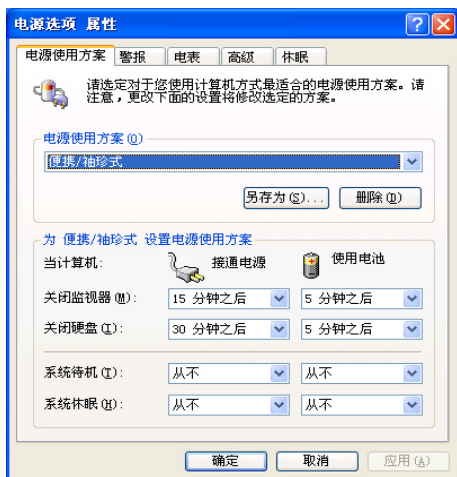 电源选项 属性
电源使用方案 警报 电表 高级 休眠
请选定对于您使用计算机方式最适合的电源使用方案。请
注意，更改下面的设置将修改选定的方案。
电源使用方案(O)
便携/袖珍式
另存为(S)... 删除(D)
为 便携/袖珍式 设置电源使用方案
当计算机: 接通电源 使用电池
关闭监视器(M): 15 分钟之后 5 分钟之后
关闭硬盘(I): 30 分钟之后 5 分钟之后
系统待机(T): 从不 从不
系统休眠(H): 从不 从不
确定 取消 应用(A)